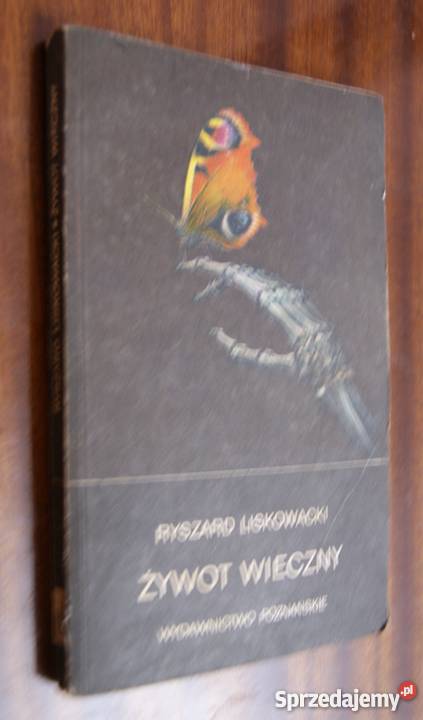 RYSZARD LISKOWACKI
ŻYWOT WIECZNY
WYDAWNICTWO POZNAŃSKIE
Sprzedajemy.pl